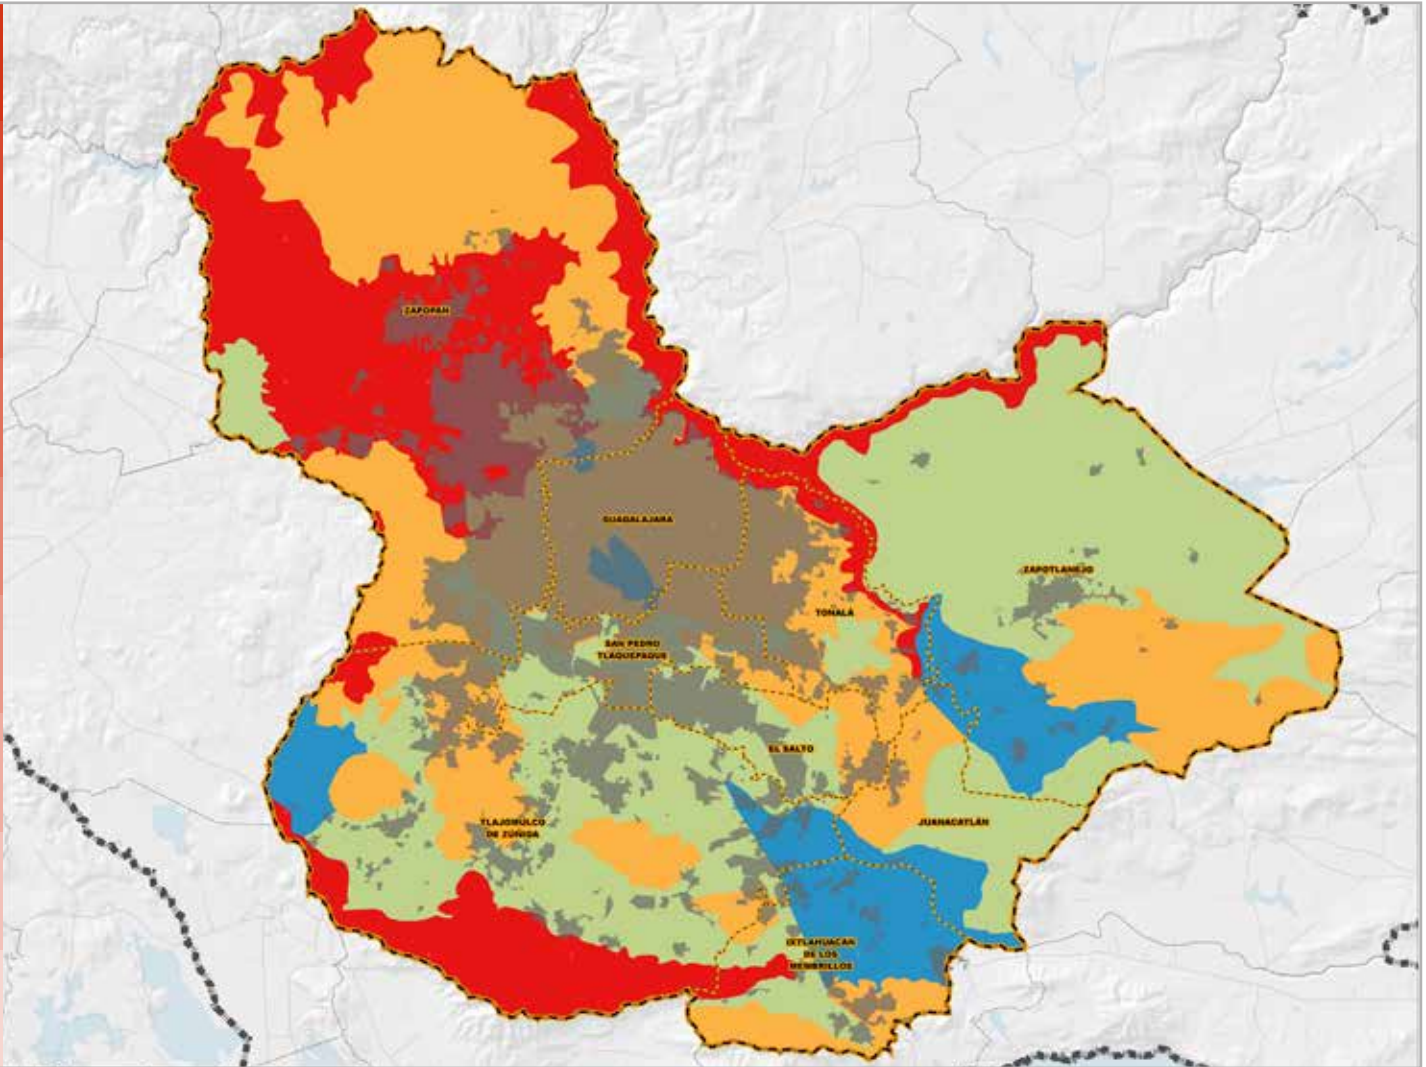 ZAPOPAN
GUADALAJARA
ZAPOTLANEJO
TONALÁ
SAN PEDRO
TLAQUEPAQUE
EL SALTO
TLAJOMULCO
DE ZÚÑIGA
JUANACATLÁN
IXTLAHUACÁN
DE LOS
MEMBRILLOS